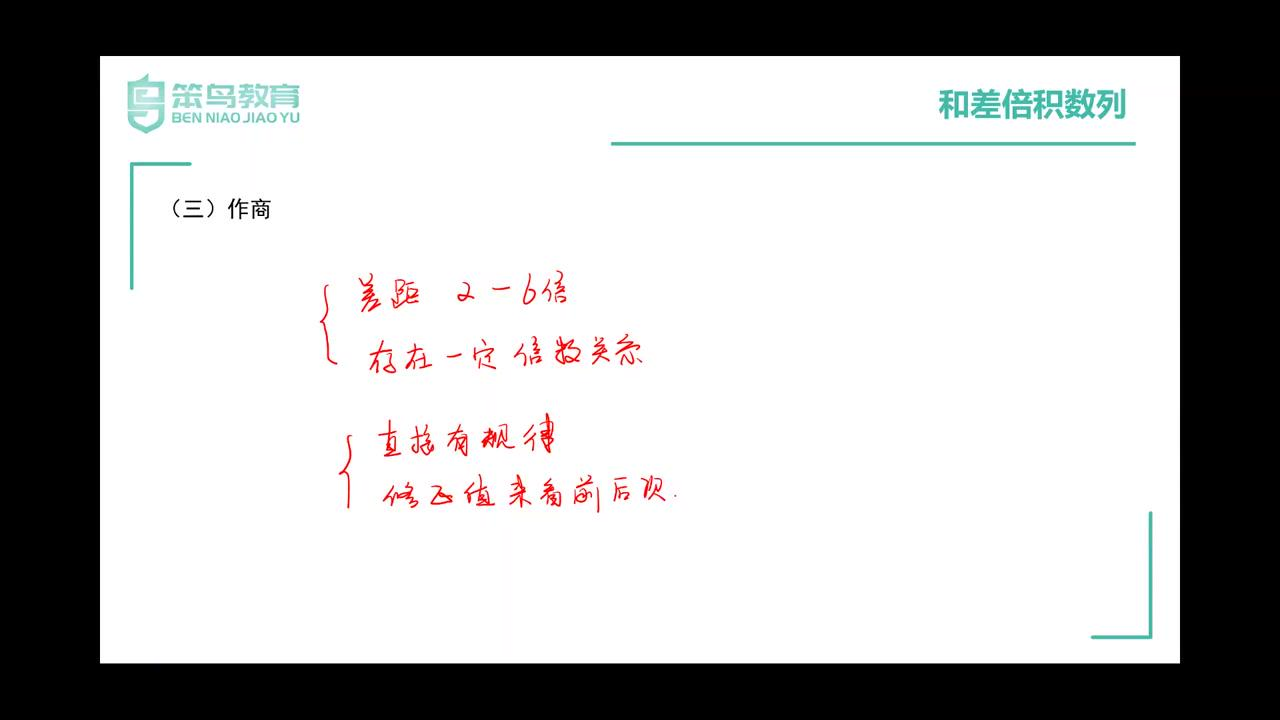 笨鸟教育
BEN NIAO JIAO YU
和差倍积数列
（三）作商
差距 2－6倍
存在一定倍数关系
直接有规律
修正值来看前后项.